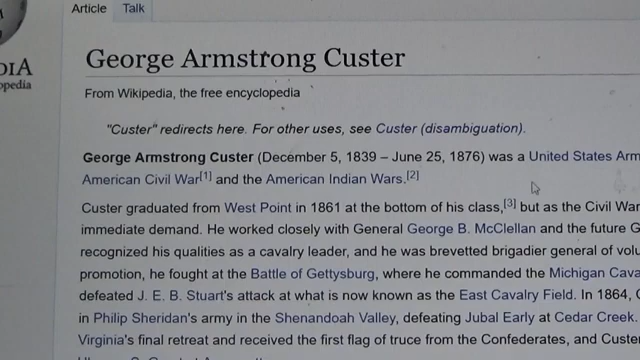 Article Talk
George Armstrong Custer
DIA
opedia
From Wikipedia, the free encyclopedia
"Custer" redirects here. For other uses, see Custer (disambiguation).
George Armstrong Custer (December 5, 1839 – June 25, 1876) was a United States Arm
American Civil War[1] and the American Indian Wars.[2]
Custer graduated from West Point in 1861 at the bottom of his class,[3] but as the Civil War
immediate demand. He worked closely with General George B. McClellan and the future G
recognized his qualities as a cavalry leader, and he was brevetted brigadier general of volu
promotion, he fought at the Battle of Gettysburg, where he commanded the Michigan Cava
defeated J. E. B. Stuart's attack at what is now known as the East Cavalry Field. In 1864, C
in Philip Sheridan's army in the Shenandoah Valley, defeating Jubal Early at Cedar Creek.
Virginia's final retreat and received the first flag of truce from the Confederates, and Custe